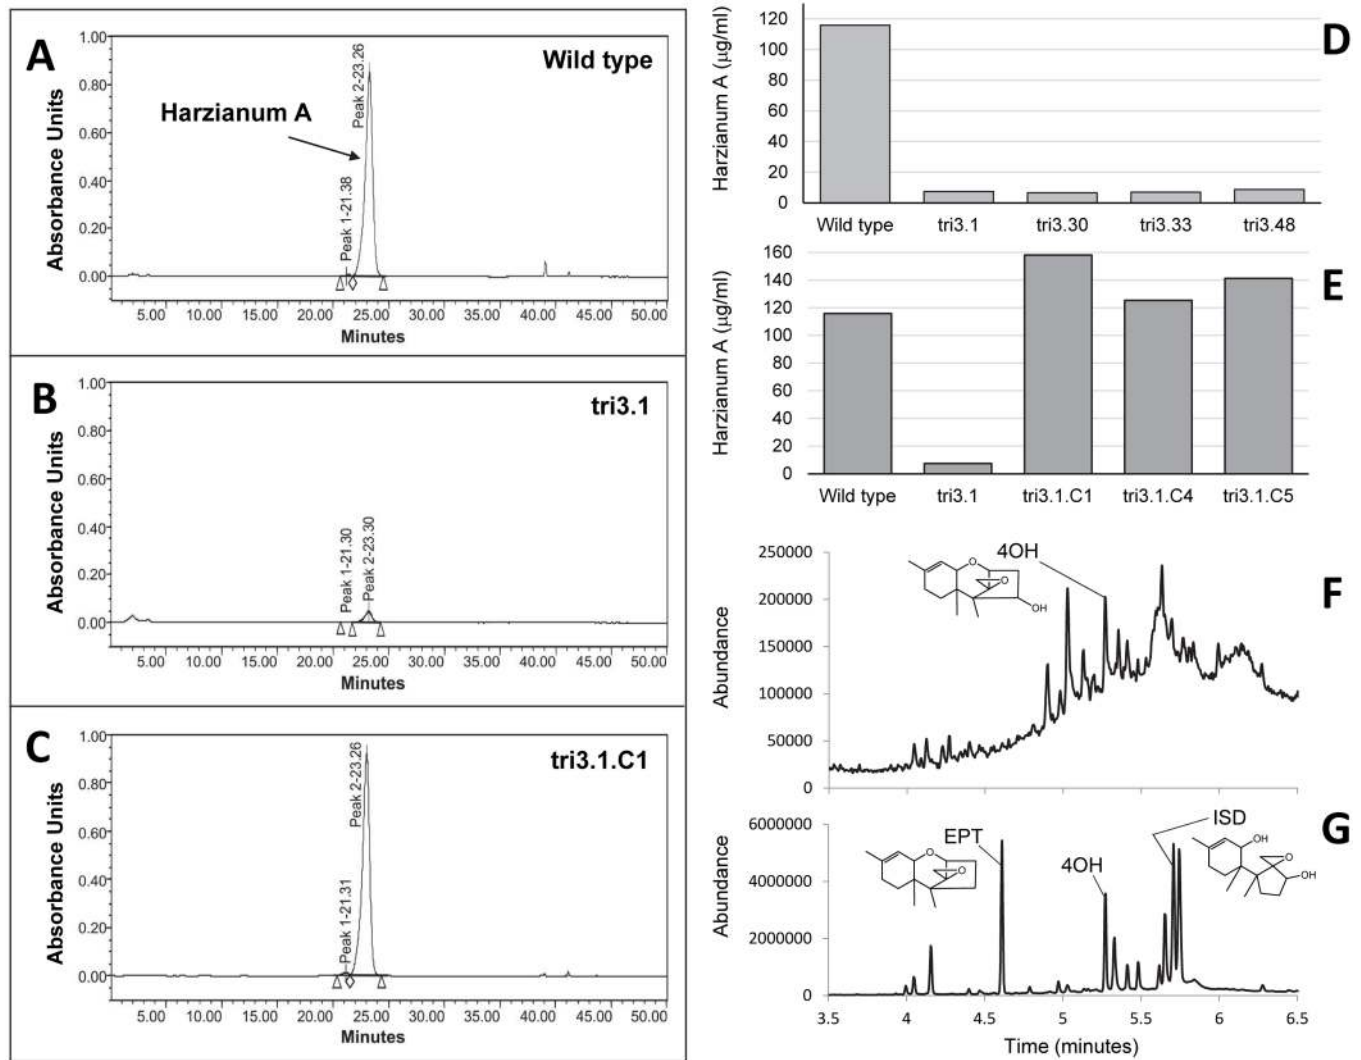 A
Wild type
Harzianum A
Peak 1-21.38
Peak 2-23.26
Absorbance Units
1.00
0.80
0.60
0.40
0.20
0.00
5.00 10.00 15.00 20.00 25.00 30.00 35.00 40.00 45.00 50.00
Minutes
B
tri3.1
Peak 1-21.30
Peak 2-23.30
Absorbance Units
1.00
0.80
0.60
0.40
0.20
0.00
5.00 10.00 15.00 20.00 25.00 30.00 35.00 40.00 45.00 50.00
Minutes
C
tri3.1.C1
Peak 1-21.31
Peak 2-23.26
Absorbance Units
1.00
0.80
0.60
0.40
0.20
0.00
5.00 10.00 15.00 20.00 25.00 30.00 35.00 40.00 45.00 50.00
Minutes
D
Harzianum A (μg/ml)
120
100
80
60
40
20
0
Wild type tri3.1 tri3.30 tri3.33 tri3.48
E
Harzianum A (μg/ml)
160
140
120
100
80
60
40
20
0
Wild type tri3.1 tri3.1.C1 tri3.1.C4 tri3.1.C5
F
Abundance
250000
200000
150000
100000
50000
0
4OH
O
O
OH
G
Abundance
6000000
4000000
2000000
0
EPT
O
O
4OH
ISD
OH
O
OH
3.5 4 4.5 5 5.5 6 6.5
Time (minutes)